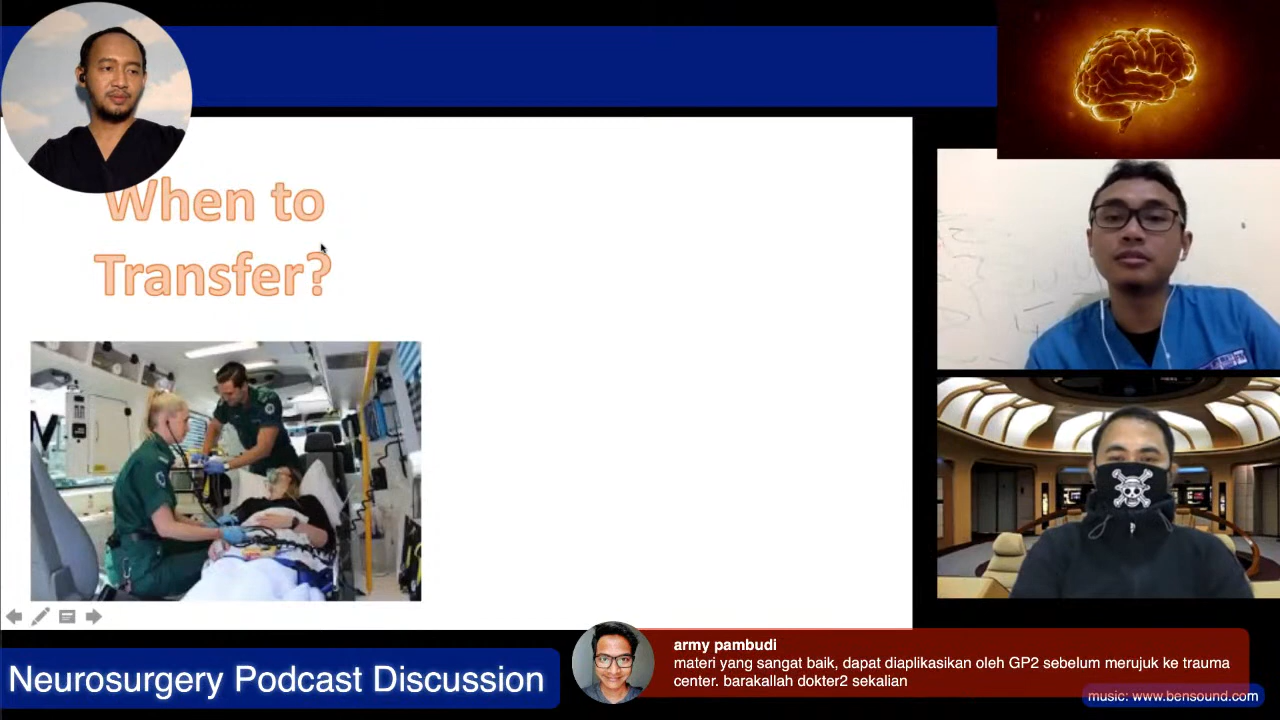 When to
Transfer?
Neurosurgery Podcast Discussion
army pambudi
materi yang sangat baik, dapat diaplikasikan oleh GP2 sebelum merujuk ke trauma
center. barakallah dokter2 sekalian
music: www.bensound.com